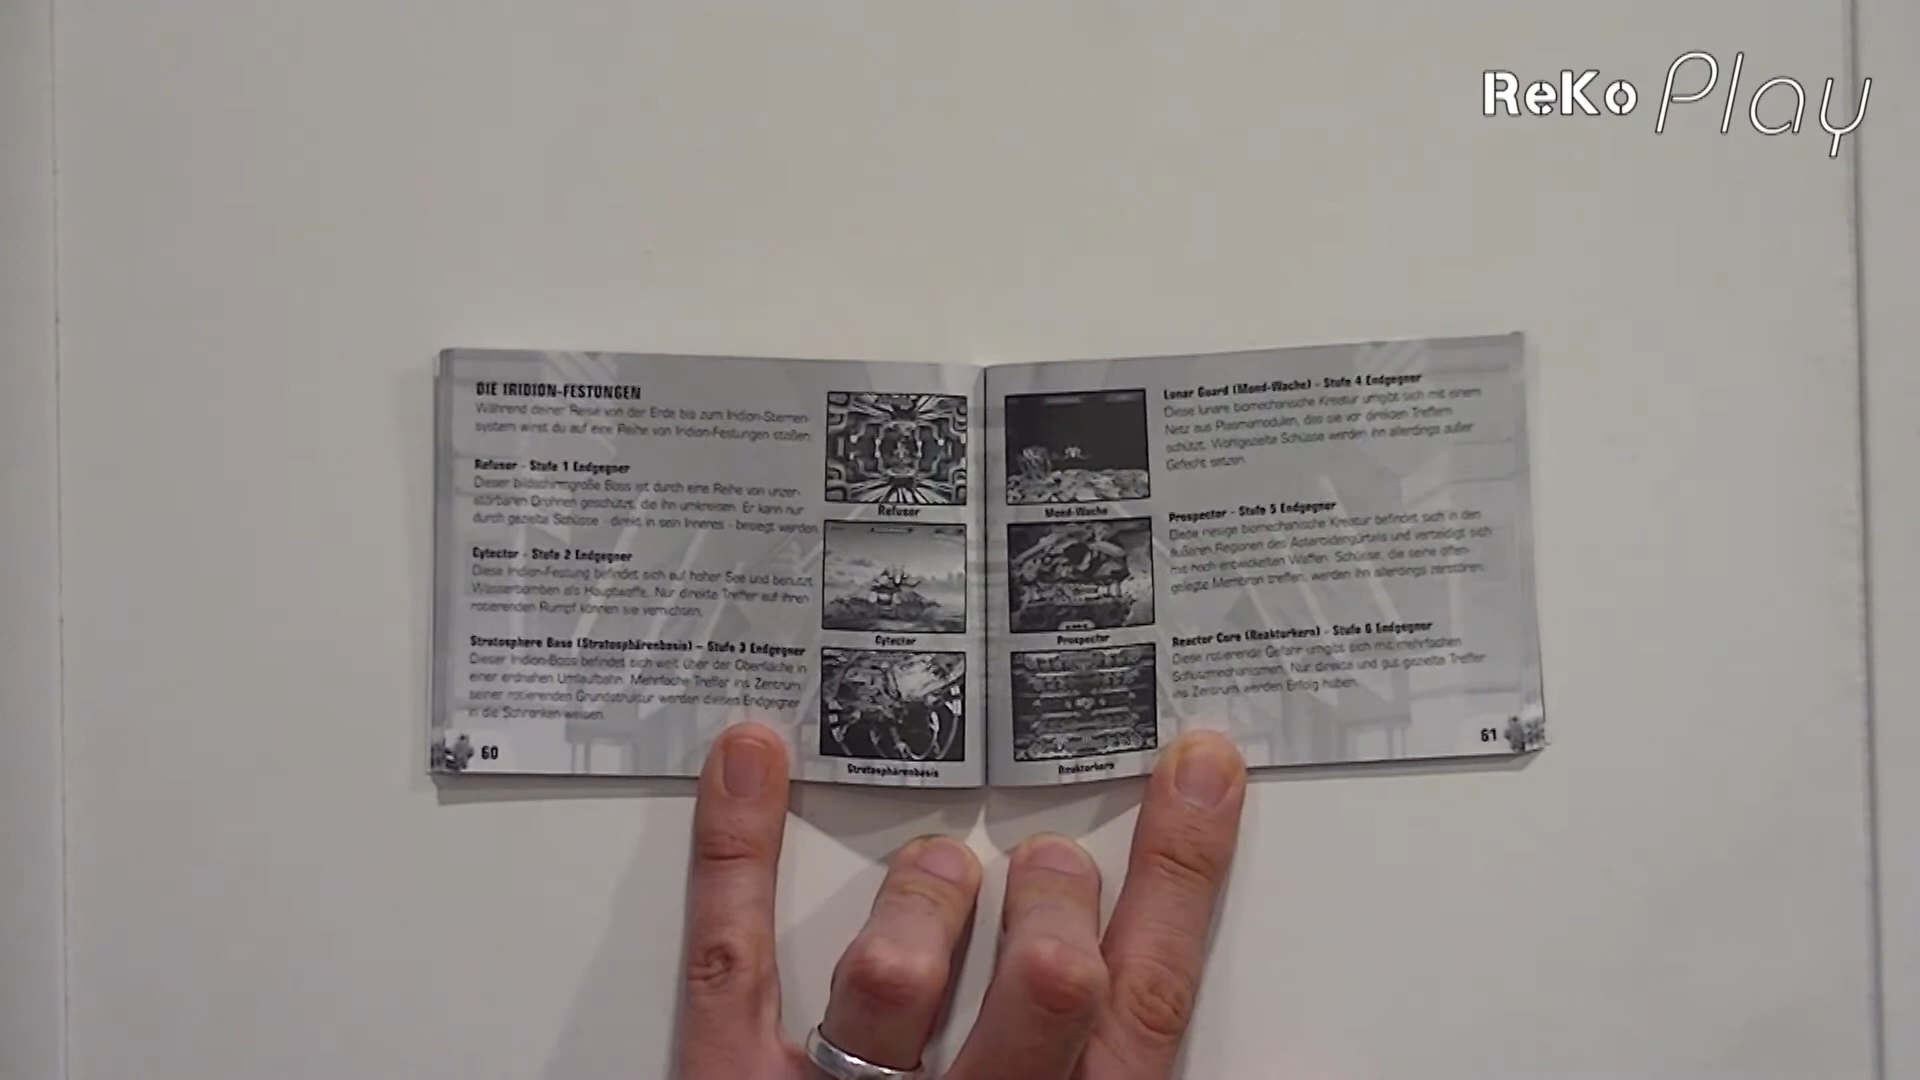 ReKo Play
DIE IRIDION-FESTUNGEN
Während deiner Reise von der Erde bis zum Iridion-Sternen-
system wirst du auf eine Reihe von Iridion-Festungen stoßen.
Refusor - Stufe 1 Endgegner
Dieser bildschirmgroße Boss ist durch eine Reihe von unzer-
störbaren Drohnen geschützt, die ihn umkreisen. Er kann nur
durch gezielte Schüsse - direkt in sein Inneres - besiegt werden
Cytector - Stufe 2 Endgegner
Diese Iridion-Festung befindet sich auf hoher See und benutzt
Wasserbomben als Hauptwaffe. Nur direkte Treffer auf ihren
rotierenden Rumpf können sie vernichten.
Stratosphere Base (Stratosphärenbasis) – Stufe 3 Endgegner
Dieser Iridion-Boss befindet sich weit über der Oberfläche in
einer erdnahen Umlaufbahn. Mehrfache Treffer ins Zentrum
seiner rotierenden Grundstruktur werden diesen Endgegner
in die Schranken weisen.
60
Refusor
Cytector
Stratosphärenbasis
Mond-Wache
Prospector
Reaktorkern
Lunar Guard (Mond-Wache) - Stufe 4 Endgegner
Diese lunare biomechanische Kreatur umgibt sich mit einem
Netz aus Plasmamodulen, das sie vor direkten Treffern
schützt. Wohlgezielte Schüsse werden ihn allerdings außer
Gefecht setzen.
Prospector - Stufe 5 Endgegner
Diese riesige biomechanische Kreatur befindet sich in den
äußeren Regionen des Asteroidengürtels und verteidigt sich
mit hoch entwickelten Waffen. Schüsse, die seine offen-
gelegte Membran treffen, werden ihn allerdings zerstören.
Reactor Core (Reaktorkern) - Stufe 6 Endgegner
Diese rotierende Gefahr umgibt sich mit mehrfachen
Schutzmechanismen. Nur direkte und gut gezielte Treffer
ins Zentrum werden Erfolg haben.
61